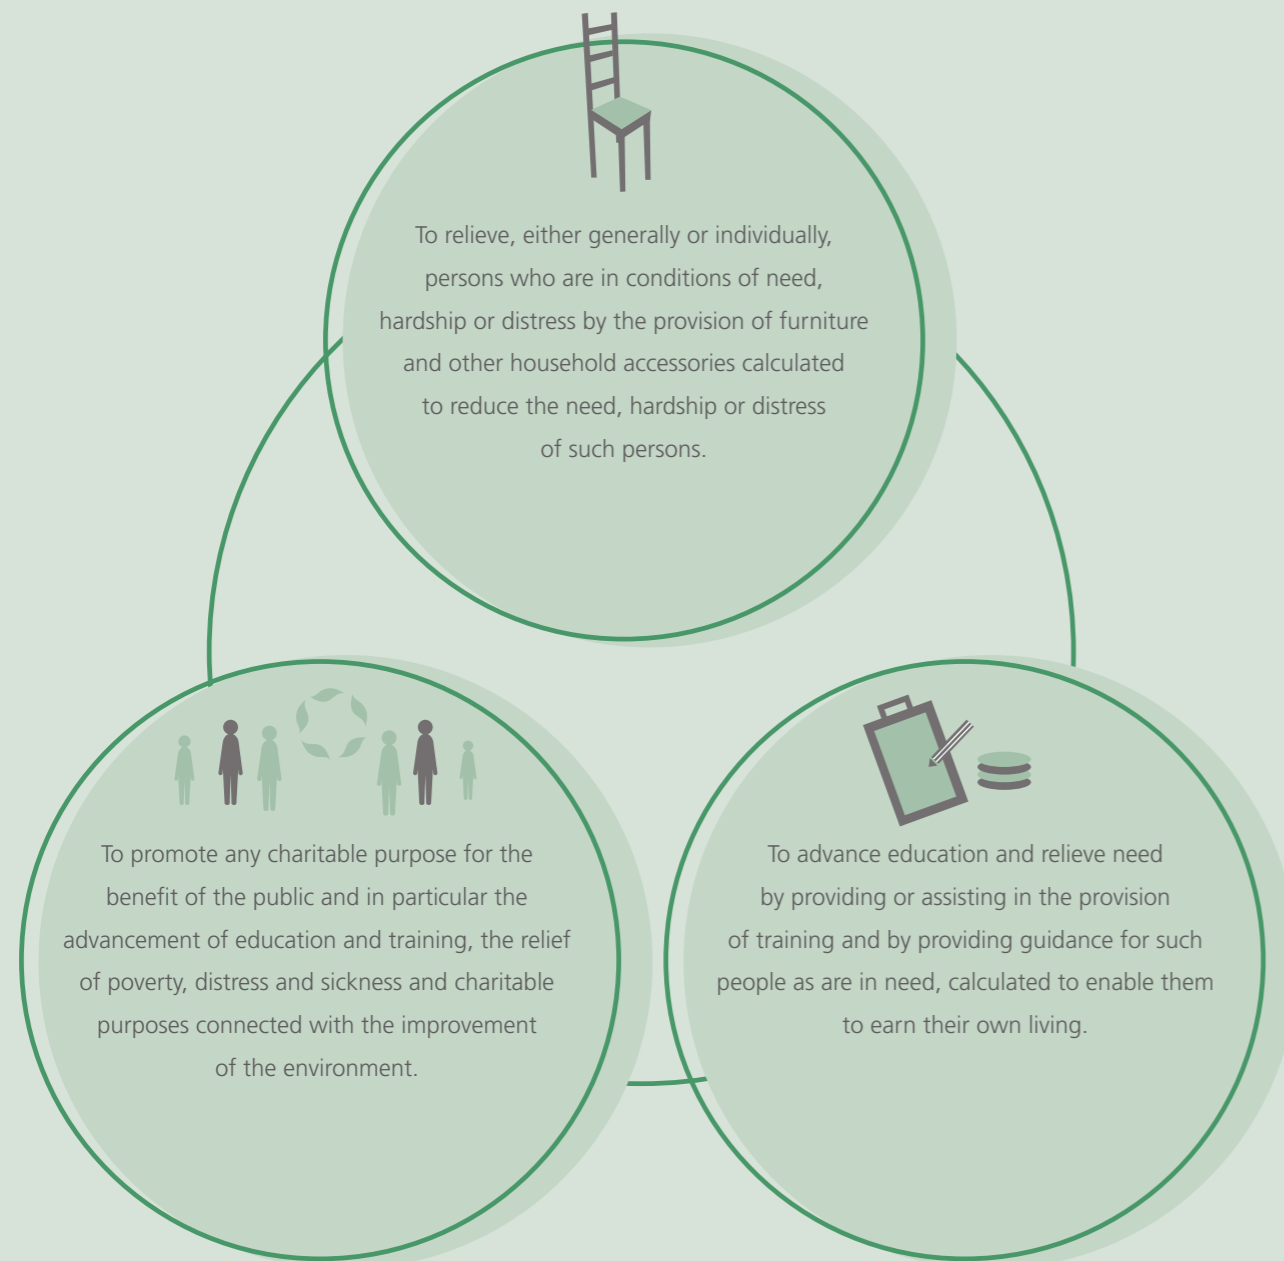 To relieve, either generally or individually,
persons who are in conditions of need,
hardship or distress by the provision of furniture
and other household accessories calculated
to reduce the need, hardship or distress
of such persons.
To promote any charitable purpose for the
benefit of the public and in particular the
advancement of education and training, the relief
of poverty, distress and sickness and charitable
purposes connected with the improvement
of the environment.
To advance education and relieve need
by providing or assisting in the provision
of training and by providing guidance for such
people as are in need, calculated to enable them
to earn their own living.